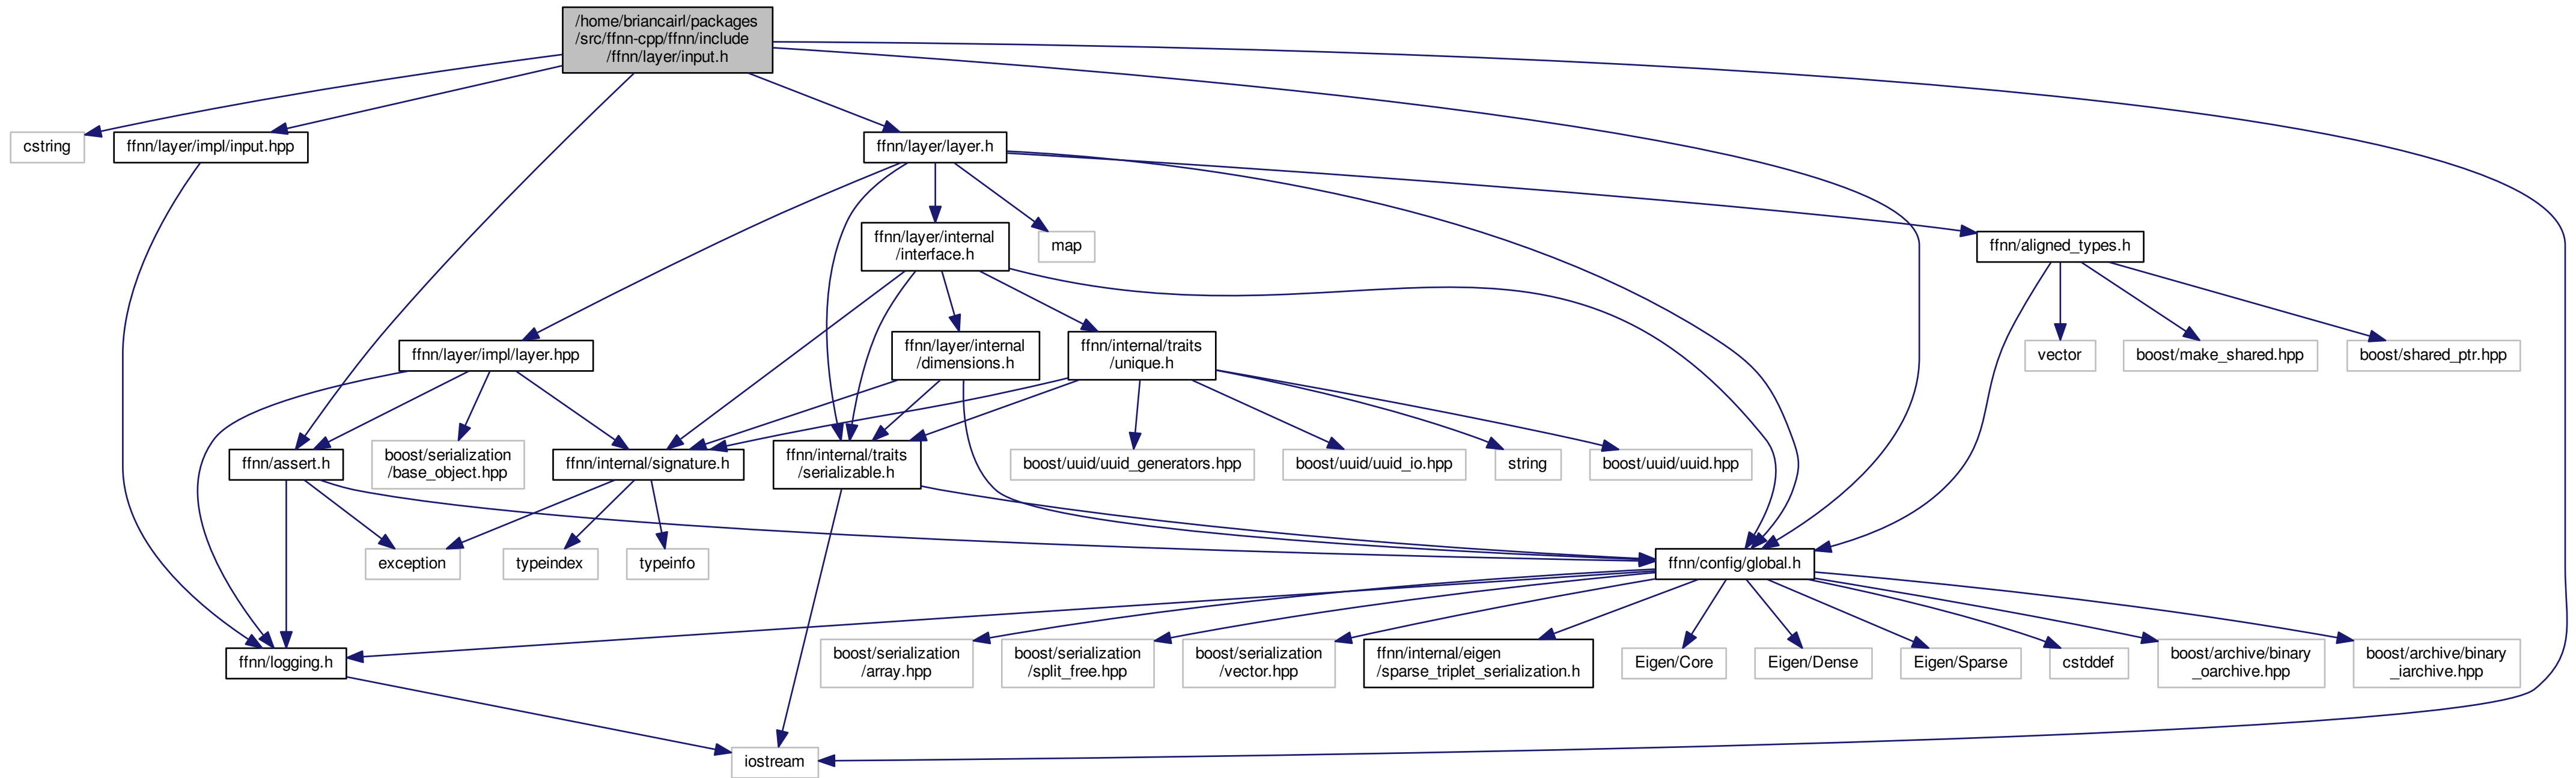 /home/briancairl/packages
/src/ffnn-cpp/ffnn/include
/ffnn/layer/input.h
cstring
ffnn/layer/impl/input.hpp
ffnn/layer/layer.h
ffnn/layer/internal
/interface.h
map
ffnn/aligned_types.h
ffnn/layer/impl/layer.hpp
ffnn/layer/internal
/dimensions.h
ffnn/internal/traits
/unique.h
vector
boost/make_shared.hpp
boost/shared_ptr.hpp
ffnn/assert.h
boost/serialization
/base_object.hpp
ffnn/internal/signature.h
ffnn/internal/traits
/serializable.h
boost/uuid/uuid_generators.hpp
boost/uuid/uuid_io.hpp
string
boost/uuid/uuid.hpp
exception
typeindex
typeinfo
ffnn/config/global.h
ffnn/logging.h
boost/serialization
/array.hpp
boost/serialization
/split_free.hpp
boost/serialization
/vector.hpp
ffnn/internal/eigen
/sparse_triplet_serialization.h
Eigen/Core
Eigen/Dense
Eigen/Sparse
cstddef
boost/archive/binary
_oarchive.hpp
boost/archive/binary
_iarchive.hpp
iostream